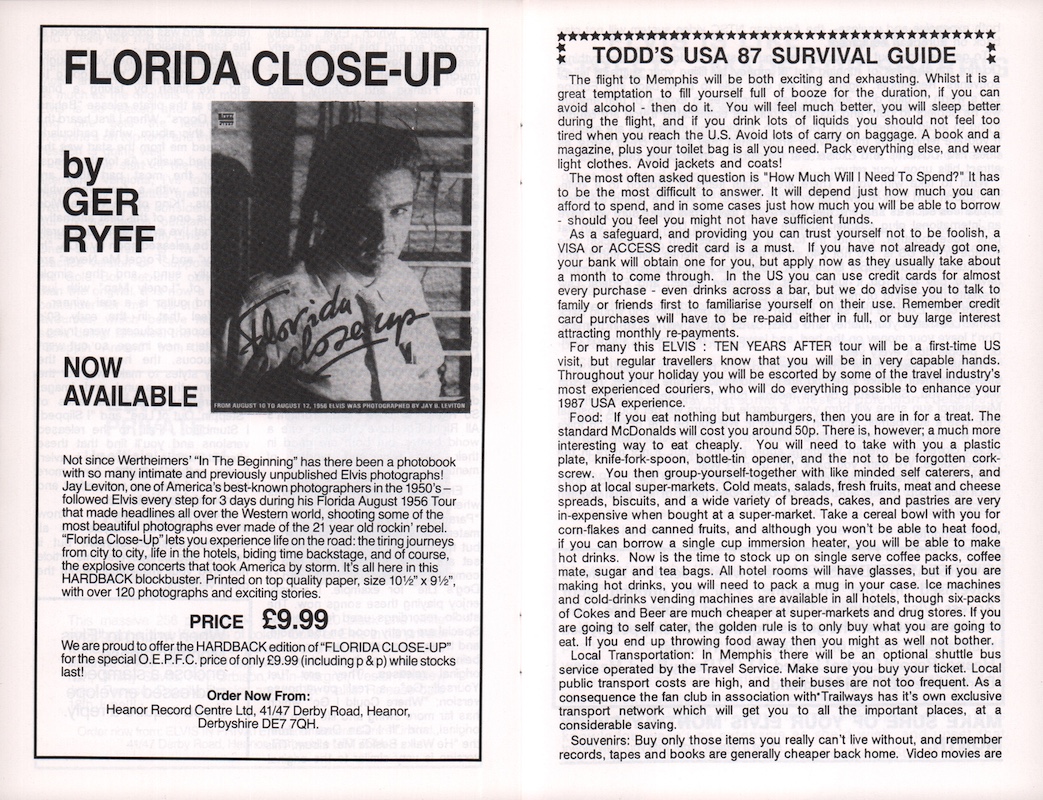 FLORIDA CLOSE-UP
by
GER
RYFF
NOW
AVAILABLE
Florida
close up
FROM AUGUST 10 TO AUGUST 12, 1956 ELVIS WAS PHOTOGRAPHED BY JAY B. LEVITON
Not since Wertheimers' "In The Beginning" has there been a photobook
with so many intimate and previously unpublished Elvis photographs!
Jay Leviton, one of America's best-known photographers in the 1950's –
followed Elvis every step for 3 days during his Florida August 1956 Tour
that made headlines all over the Western world, shooting some of the
most beautiful photographs ever made of the 21 year old rockin' rebel.
"Florida Close-Up" lets you experience life on the road: the tiring journeys
from city to city, life in the hotels, biding time backstage, and of course,
the explosive concerts that took America by storm. It's all here in this
HARDBACK blockbuster. Printed on top quality paper, size 10½" x 9½",
with over 120 photographs and exciting stories.
PRICE £9.99
We are proud to offer the HARDBACK edition of "FLORIDA CLOSE-UP"
for the special O.E.P.F.C. price of only £9.99 (including p & p) while stocks
last!
Order Now From:
Heanor Record Centre Ltd, 41/47 Derby Road, Heanor,
Derbyshire DE7 7QH.
TODD'S USA 87 SURVIVAL GUIDE
The flight to Memphis will be both exciting and exhausting. Whilst it is a
great temptation to fill yourself full of booze for the duration, if you can
avoid alcohol - then do it. You will feel much better, you will sleep better
during the flight, and if you drink lots of liquids you should not feel too
tired when you reach the U.S. Avoid lots of carry on baggage. A book and a
magazine, plus your toilet bag is all you need. Pack everything else, and wear
light clothes. Avoid jackets and coats!
The most often asked question is "How Much Will I Need To Spend?" It has
to be the most difficult to answer. It will depend just how much you can
afford to spend, and in some cases just how much you will be able to borrow
- should you feel you might not have sufficient funds.
As a safeguard, and providing you can trust yourself not to be foolish, a
VISA or ACCESS credit card is a must. If you have not already got one,
your bank will obtain one for you, but apply now as they usually take about
a month to come through. In the US you can use credit cards for almost
every purchase - even drinks across a bar, but we do advise you to talk to
family or friends first to familiarise yourself on their use. Remember credit
card purchases will have to be re-paid either in full, or buy large interest
attracting monthly re-payments.
For many this ELVIS : TEN YEARS AFTER tour will be a first-time US
visit, but regular travellers know that you will be in very capable hands.
Throughout your holiday you will be escorted by some of the travel industry's
most experienced couriers, who will do everything possible to enhance your
1987 USA experience.
Food: If you eat nothing but hamburgers, then you are in for a treat. The
standard McDonalds will cost you around 50p. There is, however; a much more
interesting way to eat cheaply. You will need to take with you a plastic
plate, knife-fork-spoon, bottle-tin opener, and the not to be forgotten cork-
screw. You then group-yourself-together with like minded self caterers, and
shop at local super-markets. Cold meats, salads, fresh fruits, meat and cheese
spreads, biscuits, and a wide variety of breads, cakes, and pastries are very
in-expensive when bought at a super-market. Take a cereal bowl with you for
corn-flakes and canned fruits, and although you won't be able to heat food,
if you can borrow a single cup immersion heater, you will be able to make
hot drinks. Now is the time to stock up on single serve coffee packs, coffee
mate, sugar and tea bags. All hotel rooms will have glasses, but if you are
making hot drinks, you will need to pack a mug in your case. Ice machines
and cold-drinks vending machines are available in all hotels, though six-packs
of Cokes and Beer are much cheaper at super-markets and drug stores. If you
are going to self cater, the golden rule is to only buy what you are going to
eat. If you end up throwing food away then you might as well not bother.
Local Transportation: In Memphis there will be an optional shuttle bus
service operated by the Travel Service. Make sure you buy your ticket. Local
public transport costs are high, and their buses are not too frequent. As a
consequence the fan club in association with Trailways has it's own exclusive
transport network which will get you to all the important places, at a
considerable saving.
Souvenirs: Buy only those items you really can't live without, and remember
records, tapes and books are generally cheaper back home. Video movies are